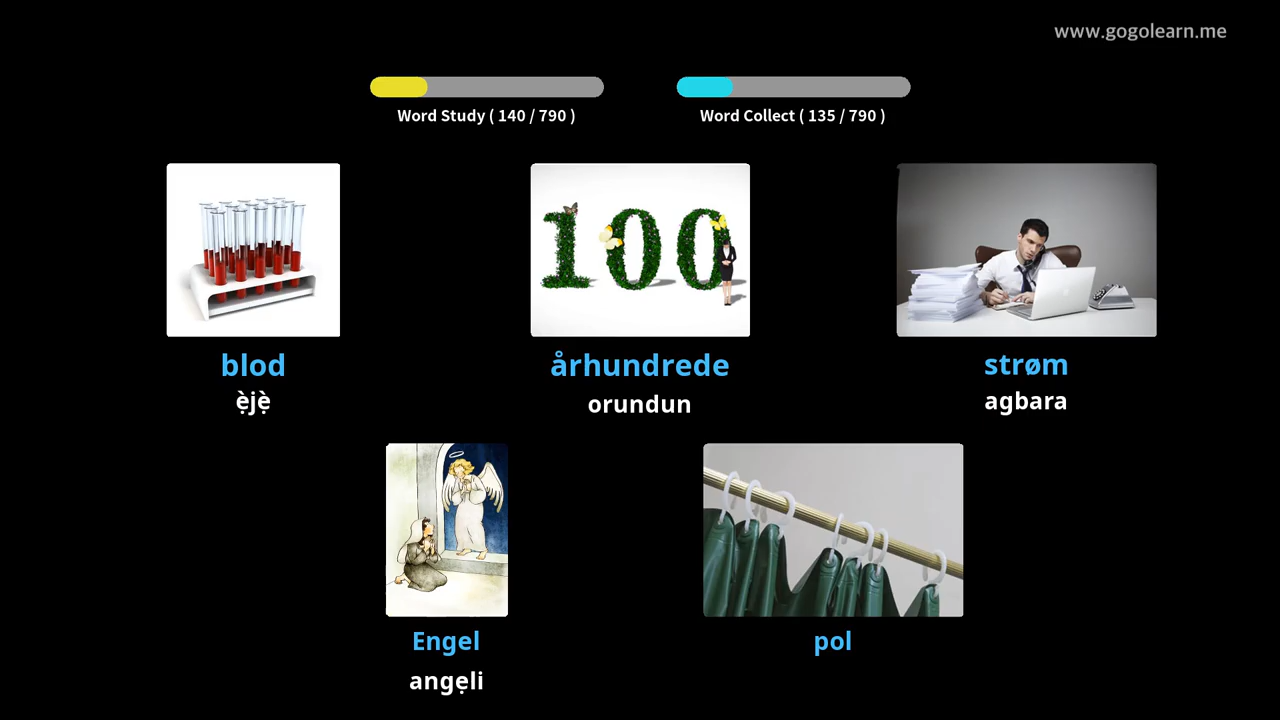 www.gogolearn.me
Word Study ( 140 / 790 )
Word Collect ( 135 / 790 )
100
blod
århundrede
strøm
ẹ̀jẹ̀
orundun
agbara
Engel
pol
angẹli